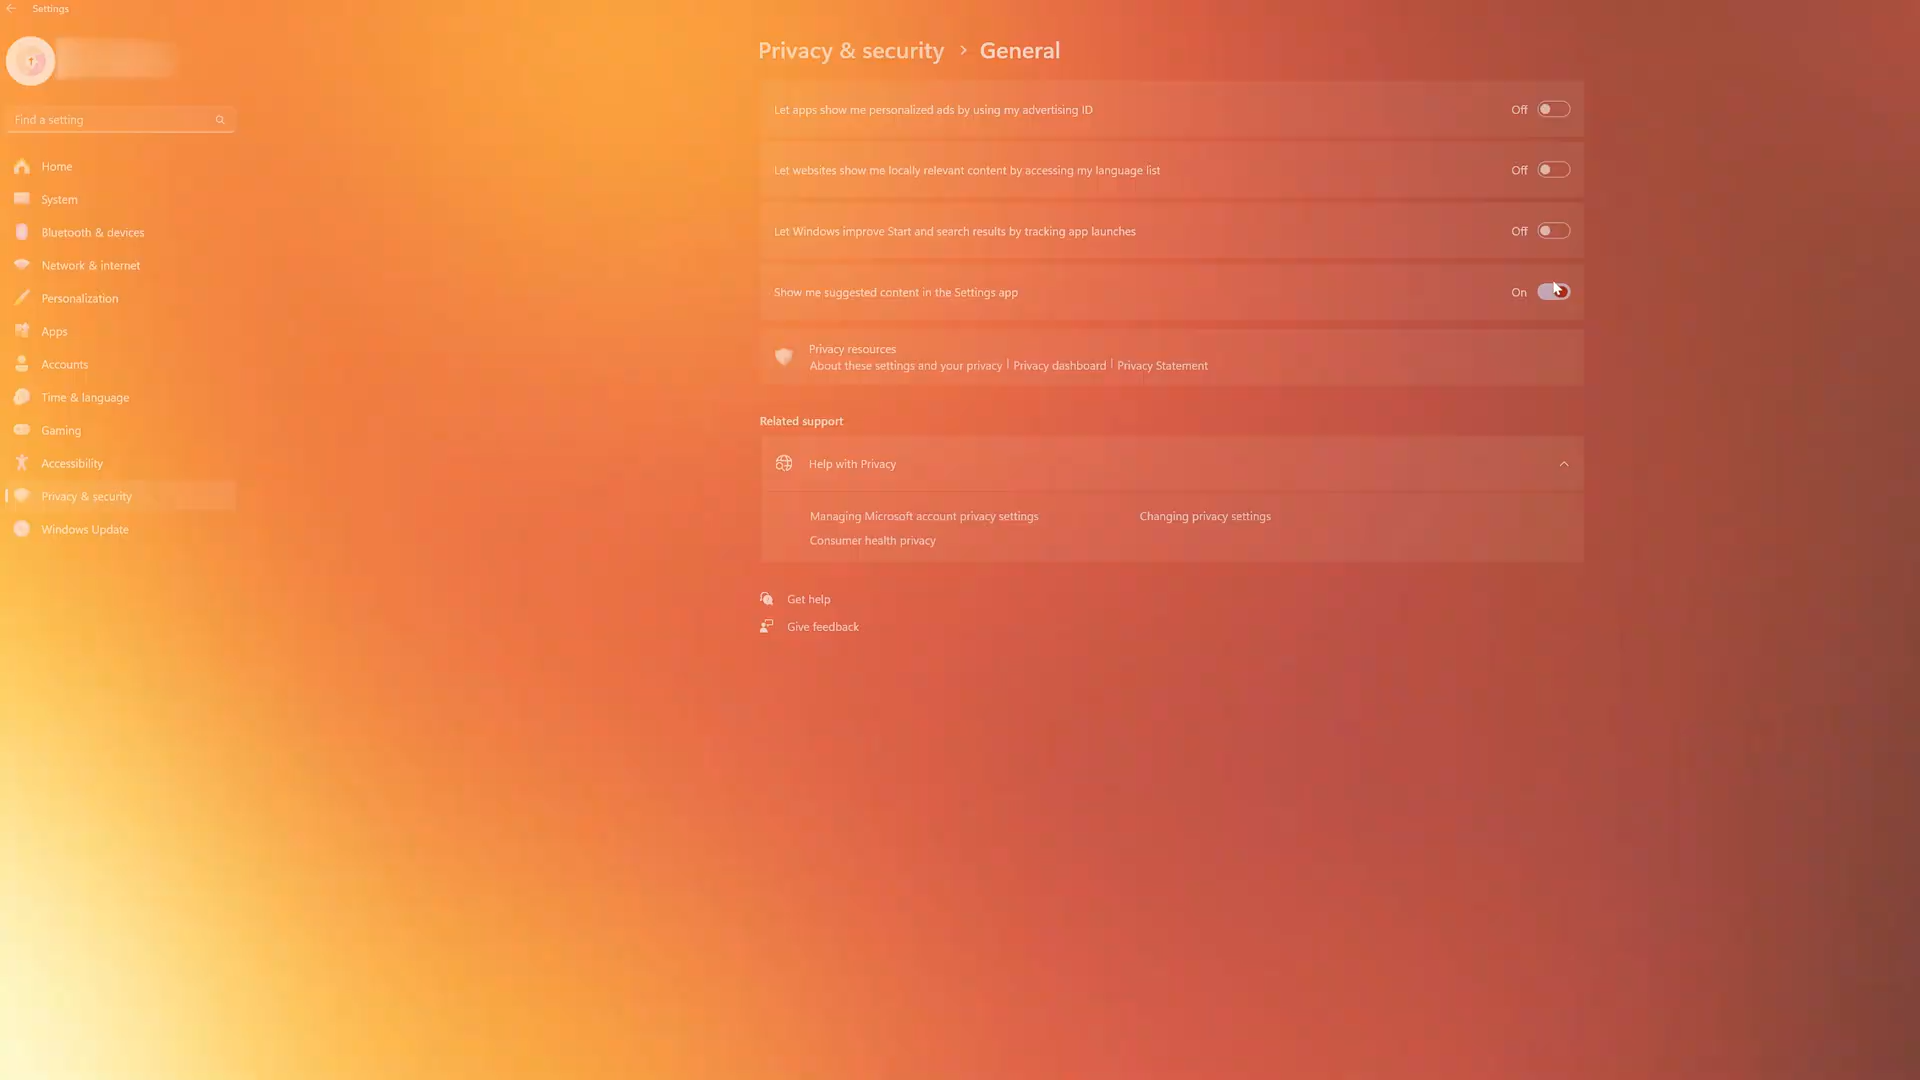 Settings
Find a setting
Home
System
Bluetooth & devices
Network & internet
Personalization
Apps
Accounts
Time & language
Gaming
Accessibility
Privacy & security
Windows Update
Privacy & security > General
Let apps show me personalized ads by using my advertising ID Off
Let websites show me locally relevant content by accessing my language list Off
Let Windows improve Start and search results by tracking app launches Off
Show me suggested content in the Settings app On
Privacy resources
About these settings and your privacy | Privacy dashboard | Privacy Statement
Related support
Help with Privacy
Managing Microsoft account privacy settings Changing privacy settings
Consumer health privacy
Get help
Give feedback